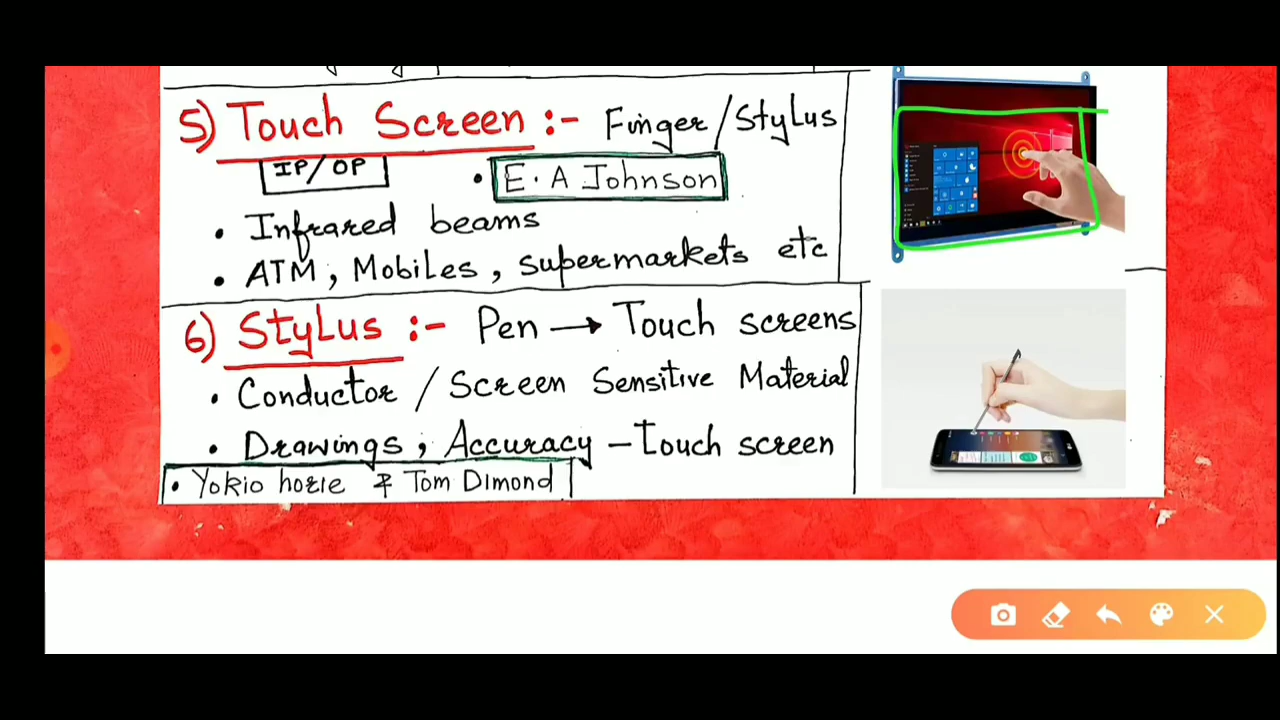 5) Touch Screen :- Finger/Stylus
IP/OP • E. A Johnson
• Infrared beams
• ATM, Mobiles, supermarkets etc
6) Stylus :- Pen → Touch screens
• Conductor / Screen Sensitive Material
• Drawings, Accuracy – Touch screen
• Yokio horie & Tom Dimond